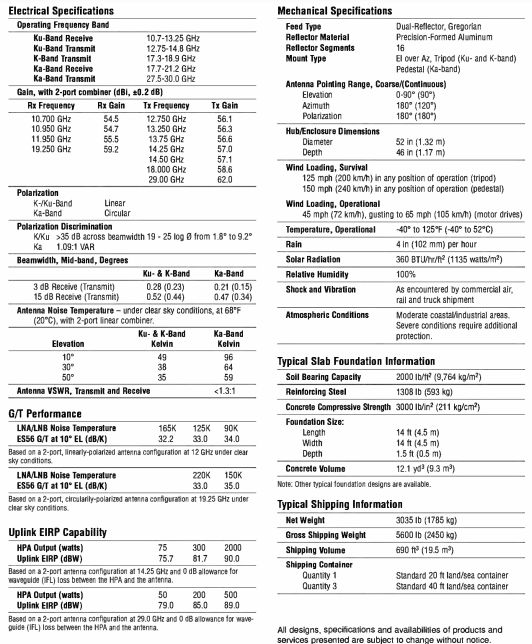 Electrical Specifications
Operating Frequency Band
Ku-Band Receive 10.7-13.25 GHz
Ku-Band Transmit 12.75-14.8 GHz
K-Band Transmit 17.3-18.9 GHz
Ka-Band Receive 17.7-21.2 GHz
Ka-Band Transmit 27.5-30.0 GHz
Gain, with 2-port combiner (dBi, ±0.2 dB)
Rx Frequency Rx Gain Tx Frequency Tx Gain
10.700 GHz 54.5 12.750 GHz 56.1
10.950 GHz 54.7 13.250 GHz 56.3
11.950 GHz 55.5 13.75 GHz 56.6
19.250 GHz 59.2 14.25 GHz 57.0
14.50 GHz 57.1
18.000 GHz 58.6
29.00 GHz 62.0
Polarization
K-/Ku-Band Linear
Ka-Band Circular
Polarization Discrimination
K/Ku >35 dB across beamwidth 19 - 25 log Ø from 1.8° to 9.2°
Ka 1.09:1 VAR
Beamwidth, Mid-band, Degrees
Ku- & K-Band Ka-Band
3 dB Receive (Transmit) 0.28 (0.23) 0.21 (0.15)
15 dB Receive (Transmit) 0.52 (0.44) 0.47 (0.34)
Antenna Noise Temperature – under clear sky conditions, at 68°F
(20°C), with 2-port linear combiner.
Ku- & K-Band Ka-Band
Elevation Kelvin Kelvin
10° 49 96
30° 38 64
50° 35 59
Antenna VSWR, Transmit and Receive <1.3:1
G/T Performance
LNA/LNB Noise Temperature 165K 125K 90K
ES56 G/T at 10° EL (dB/K) 32.2 33.0 34.0
Based on a 2-port, linearly-polarized antenna configuration at 12 GHz under clear
sky conditions.
LNA/LNB Noise Temperature 220K 150K
ES56 G/T at 10° EL (dB/K) 33.0 35.0
Based on a 2-port, circularly-polarized antenna configuration at 19.25 GHz under
clear sky conditions.
Uplink EIRP Capability
HPA Output (watts) 75 300 2000
Uplink EIRP (dBW) 75.7 81.7 90.0
Based on a 2-port antenna configuration at 14.25 GHz and 0 dB allowance for
waveguide (IFL) loss between the HPA and the antenna.
HPA Output (watts) 50 200 500
Uplink EIRP (dBW) 79.0 85.0 89.0
Based on a 2-port antenna configuration at 29.0 GHz and 0 dB allowance for wave-
guide (IFL) loss between the HPA and the antenna.
Mechanical Specifications
Feed Type Dual-Reflector, Gregorian
Reflector Material Precision-Formed Aluminum
Reflector Segments 16
Mount Type El over Az, Tripod (Ku- and K-band)
Pedestal (Ka-band)
Antenna Pointing Range, Coarse/(Continuous)
Elevation 0-90° (90°)
Azimuth 180° (120°)
Polarization 180° (180°)
Hub/Enclosure Dimensions
Diameter 52 in (1.32 m)
Depth 46 in (1.17 m)
Wind Loading, Survival
125 mph (200 km/h) in any position of operation (tripod)
150 mph (240 km/h) in any position of operation (pedestal)
Wind Loading, Operational
45 mph (72 km/h), gusting to 65 mph (105 km/h) (motor drives)
Temperature, Operational -40° to 125°F (-40° to 52°C)
Rain 4 in (102 mm) per hour
Solar Radiation 360 BTU/hr/ft² (1135 watts/m²)
Relative Humidity 100%
Shock and Vibration As encountered by commercial air,
rail and truck shipment
Atmospheric Conditions Moderate coastal/industrial areas.
Severe conditions require additional
protection.
Typical Slab Foundation Information
Soil Bearing Capacity 2000 lb/ft² (9,764 kg/m²)
Reinforcing Steel 1308 lb (593 kg)
Concrete Compressive Strength 3000 lb/in² (211 kg/cm²)
Foundation Size:
Length 14 ft (4.5 m)
Width 14 ft (4.5 m)
Depth 1.5 ft (0.5 m)
Concrete Volume 12.1 yd³ (9.3 m³)
Note: Other typical foundation designs are available.
Typical Shipping Information
Net Weight 3035 lb (1785 kg)
Gross Shipping Weight 5600 lb (2450 kg)
Shipping Volume 690 ft³ (19.5 m³)
Shipping Container
Quantity 1 Standard 20 ft land/sea container
Quantity 3 Standard 40 ft land/sea container
All designs, specifications and availabilities of products and
services presented are subject to change without notice.